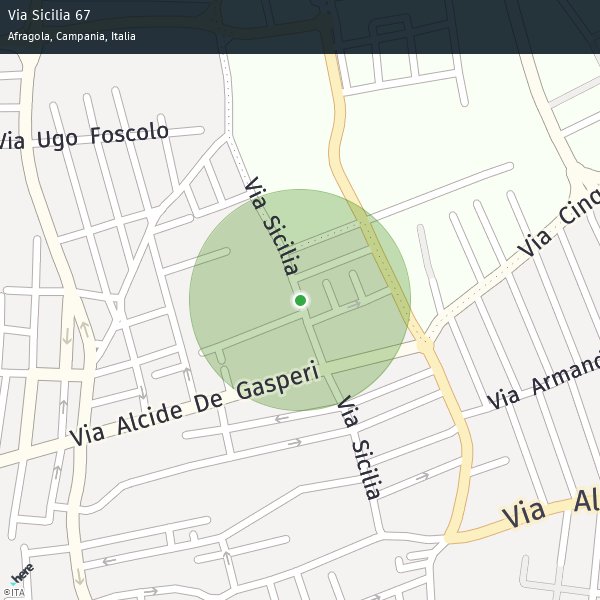 Via Sicilia 67
Afragola, Campania, Italia
Via Ugo Foscolo
Via Sicilia
Via Cinq
Via Armand
Via Alcide De Gasperi
Via Sicilia
Via Al
here
©ITA